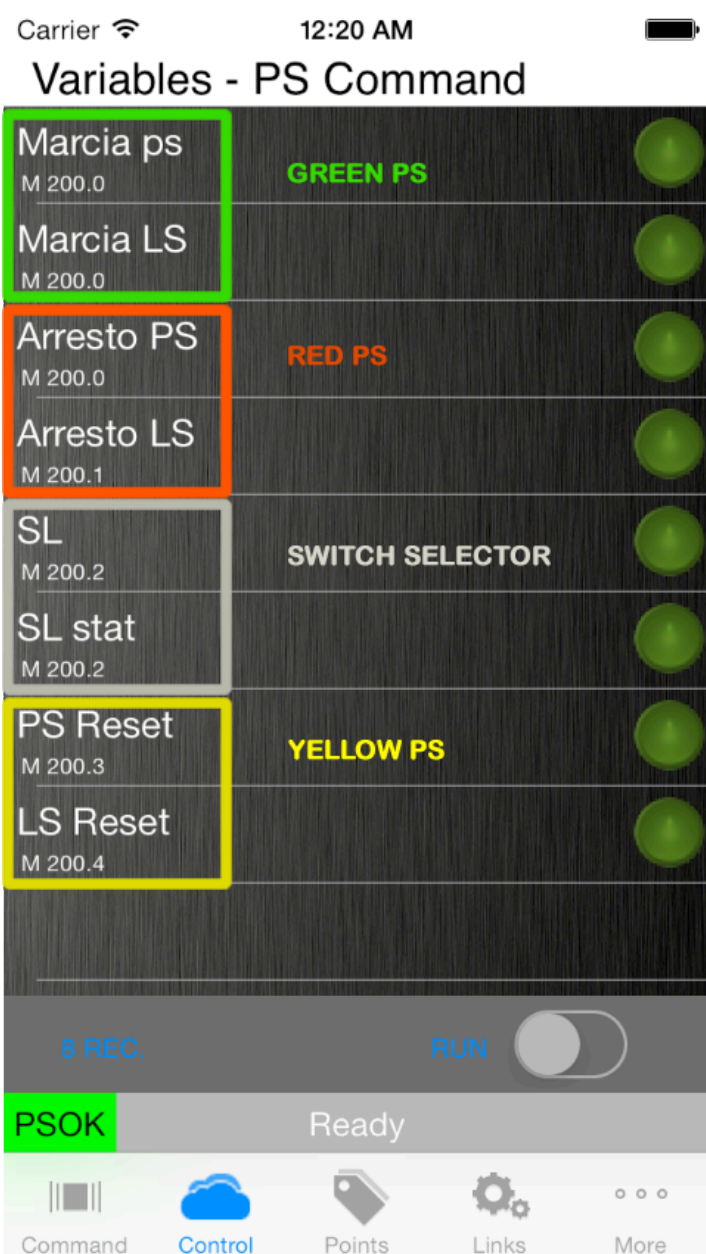 Carrier 12:20 AM
Variables - PS Command
Marcia ps
M 200.0
GREEN PS
Marcia LS
M 200.0
Arresto PS
M 200.0
RED PS
Arresto LS
M 200.1
SL
M 200.2
SWITCH SELECTOR
SL stat
M 200.2
PS Reset
M 200.3
YELLOW PS
LS Reset
M 200.4
8 REC. RUN
PSOK Ready
Command Control Points Links More